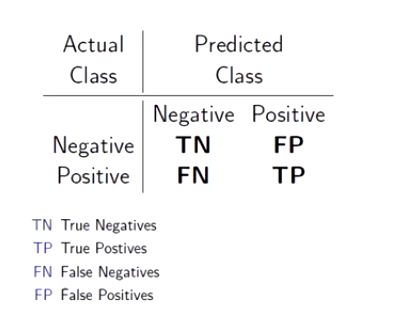 Actual Predicted
Class Class
Negative Positive
Negative TN FP
Positive FN TP
TN True Negatives
TP True Postives
FN False Negatives
FP False Positives